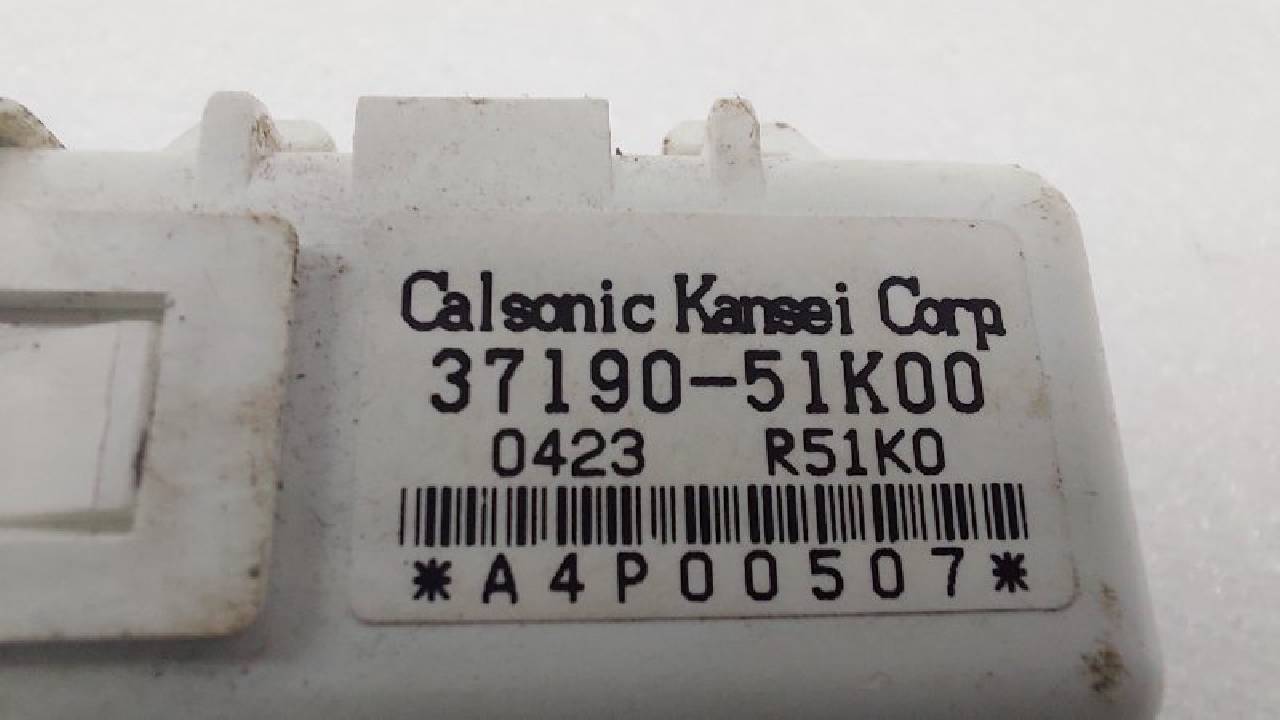 Calsonic Kansei Corp.
37190-51K00
0423 R51K0
*A4P00507*